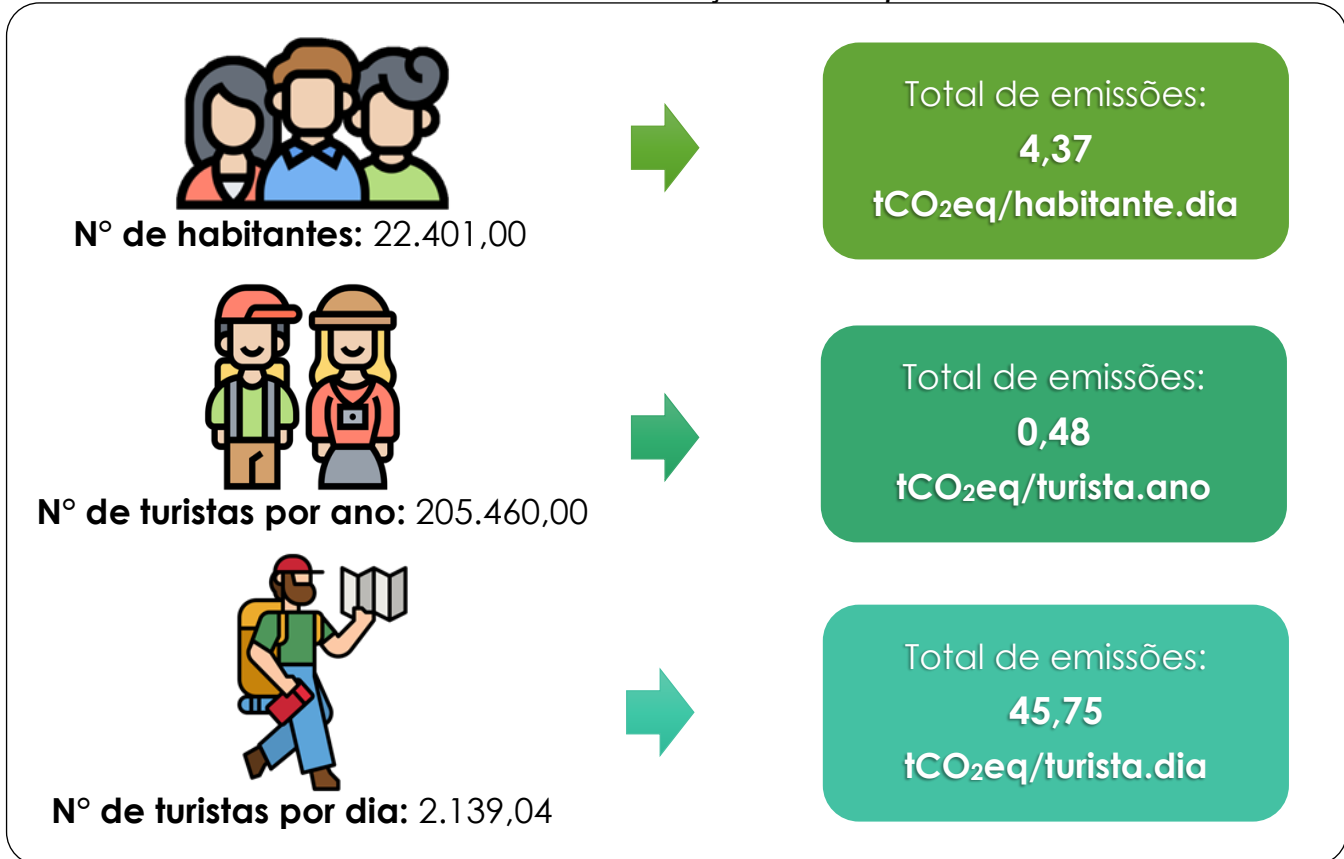 Total de emissões:
4,37
tCO₂eq/habitante.dia
N° de habitantes: 22.401,00
Total de emissões:
0,48
tCO₂eq/turista.ano
N° de turistas por ano: 205.460,00
Total de emissões:
45,75
tCO₂eq/turista.dia
N° de turistas por dia: 2.139,04